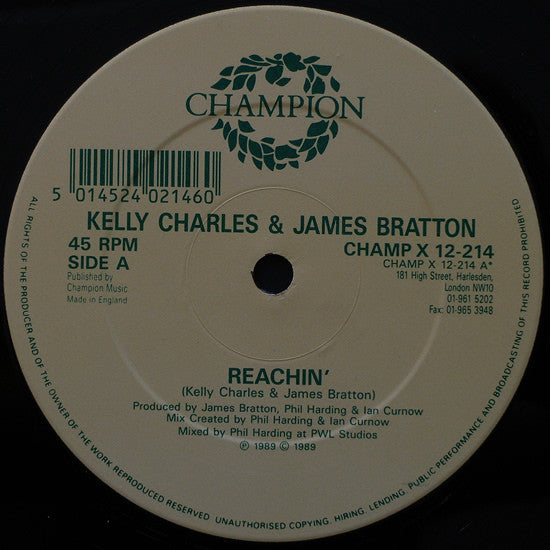 CHAMPION
5 014524 021460
KELLY CHARLES & JAMES BRATTON
45 RPM
SIDE A
Published by
Champion Music
Made in England
CHAMP X 12-214
CHAMP X 12-214 A*
181 High Street, Harlesden,
London NW10
01-961 5202
Fax: 01-965 3948
REACHIN'
(Kelly Charles & James Bratton)
Produced by James Bratton, Phil Harding & Ian Curnow
Mix Created by Phil Harding & Ian Curnow
Mixed by Phil Harding at PWL Studios
℗ 1989 © 1989
ALL RIGHTS OF THE PRODUCER AND OF THE OWNER OF THE WORK REPRODUCED RESERVED. UNAUTHORISED COPYING, HIRING, LENDING, PUBLIC PERFORMANCE AND BROADCASTING OF THIS RECORD PROHIBITED